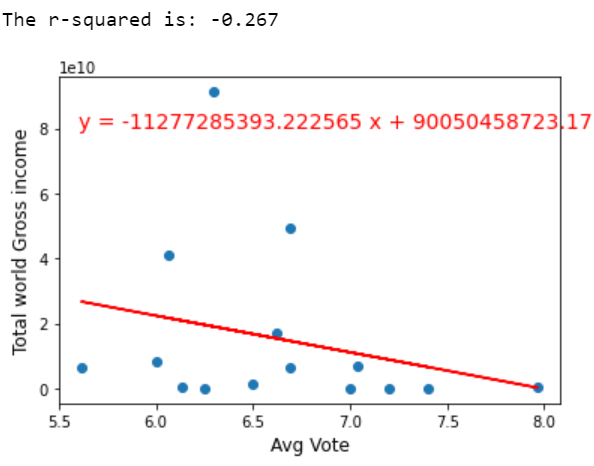 The r-squared is: -0.267
1e10
y = -11277285393.222565 x + 90050458723.17
8
6
4
2
0
Total world Gross income
5.5 6.0 6.5 7.0 7.5 8.0
Avg Vote